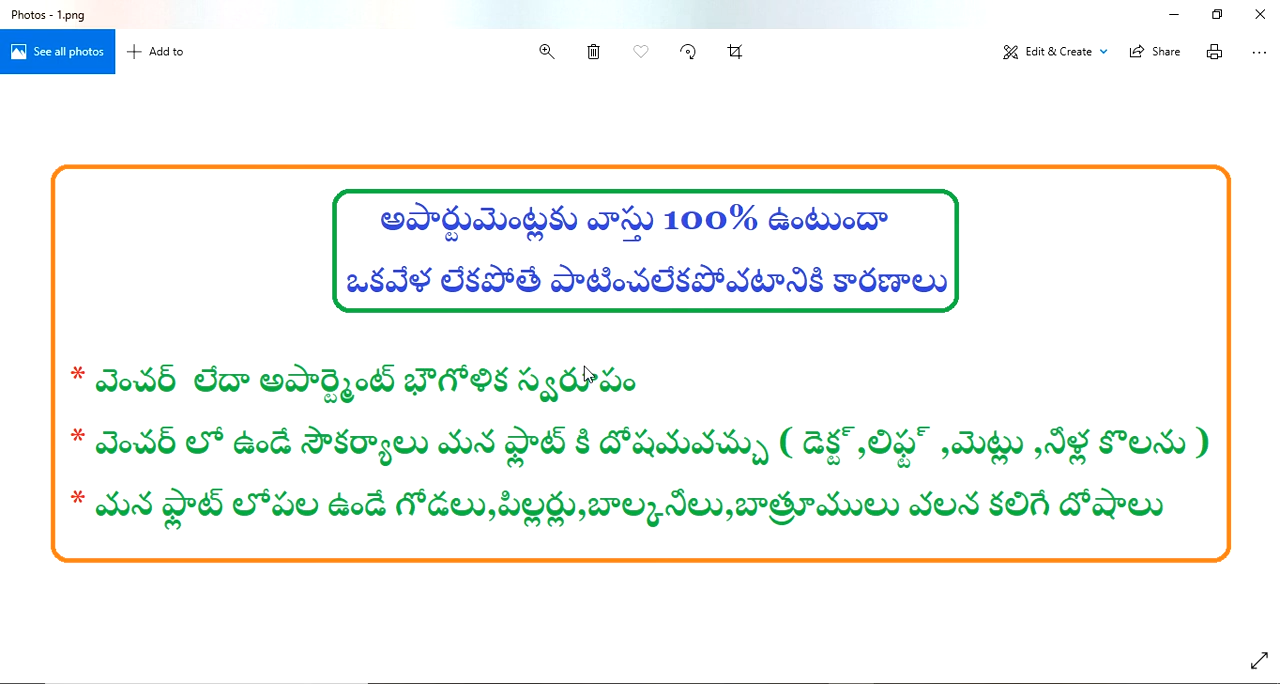 Photos - 1.png
See all photos
Add to
Edit & Create
Share
అపార్టుమెంట్లకు వాస్తు 100% ఉంటుందా
ఒకవేళ లేకపోతే పాటించలేకపోవటానికి కారణాలు
* వెంచర్ లేదా అపార్ట్మెంట్ భౌగోళిక స్వరూపం
* వెంచర్ లో ఉండే సౌకర్యాలు మన ఫ్లాట్ కి దోషమవచ్చు ( డెక్ట్,లిఫ్ట్ ,మెట్లు ,నీళ్ల కొలను )
* మన ఫ్లాట్ లోపల ఉండే గోడలు,పిల్లర్లు,బాల్కనీలు,బాత్రూములు వలన కలిగే దోషాలు